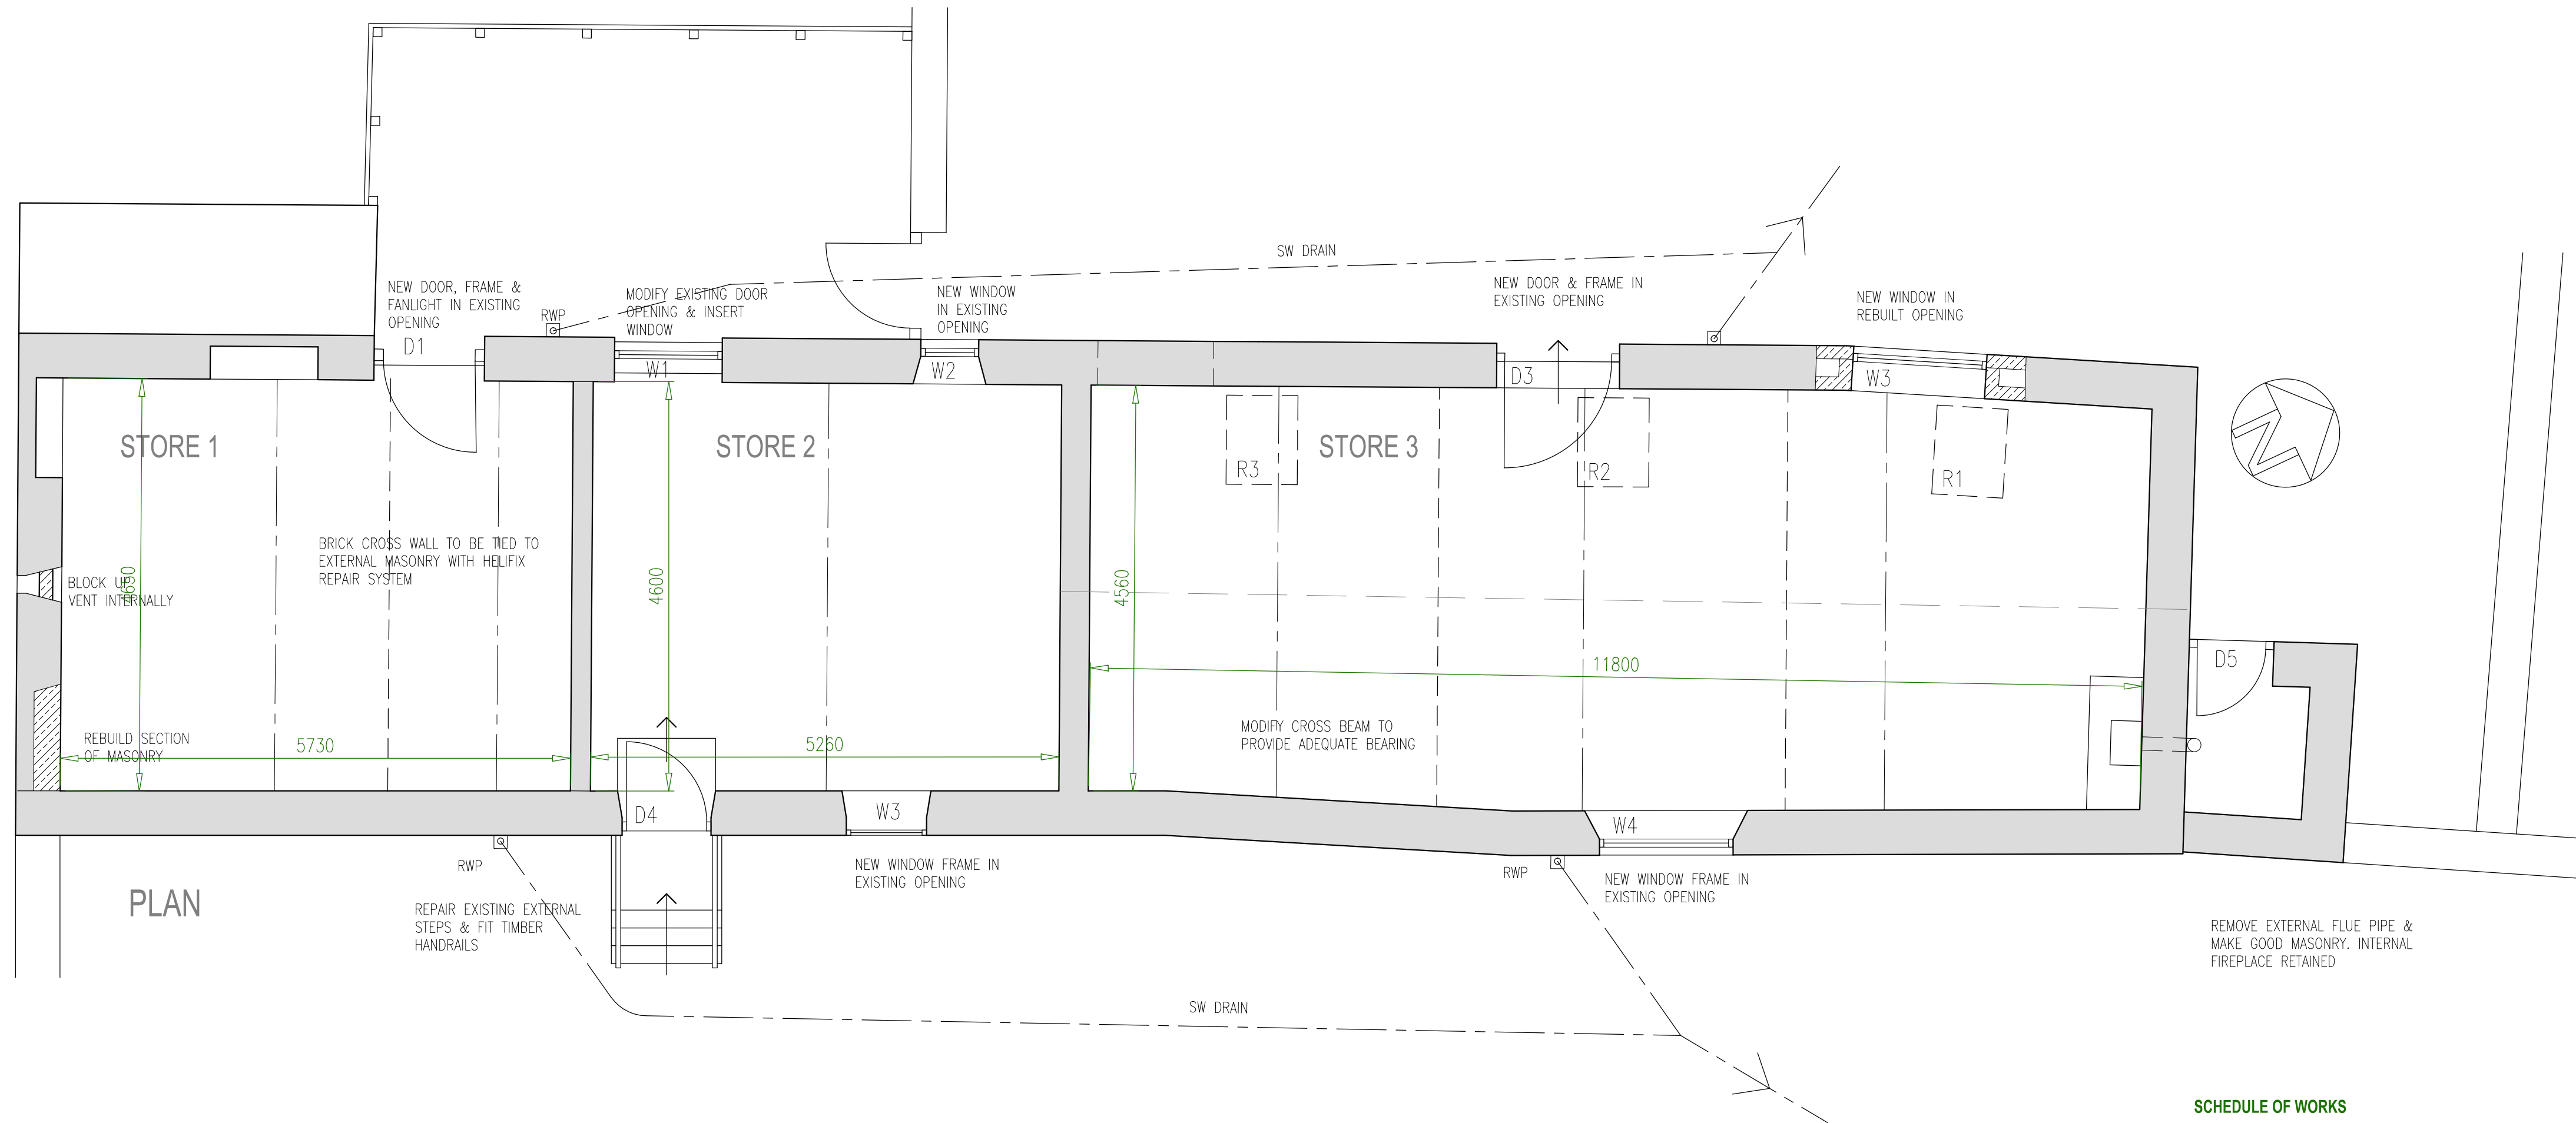 SW DRAIN
NEW DOOR, FRAME &
FANLIGHT IN EXISTING
OPENING
D1
RWP
MODIFY EXISTING DOOR
OPENING & INSERT
WINDOW
W1
NEW WINDOW
IN EXISTING
OPENING
W2
NEW DOOR & FRAME IN
EXISTING OPENING
D3
NEW WINDOW IN
REBUILT OPENING
W3
STORE 1
STORE 2
STORE 3
R3
R2
R1
N
BRICK CROSS WALL TO BE TIED TO
EXTERNAL MASONRY WITH HELIFIX
REPAIR SYSTEM
BLOCK UP
VENT INTERNALLY
4690
4600
4560
11800
D5
REBUILD SECTION
OF MASONRY
5730
5260
MODIFY CROSS BEAM TO
PROVIDE ADEQUATE BEARING
D4
W3
W4
RWP
NEW WINDOW FRAME IN
EXISTING OPENING
RWP
NEW WINDOW FRAME IN
EXISTING OPENING
PLAN
REPAIR EXISTING EXTERNAL
STEPS & FIT TIMBER
HANDRAILS
REMOVE EXTERNAL FLUE PIPE &
MAKE GOOD MASONRY. INTERNAL
FIREPLACE RETAINED
SW DRAIN
SCHEDULE OF WORKS